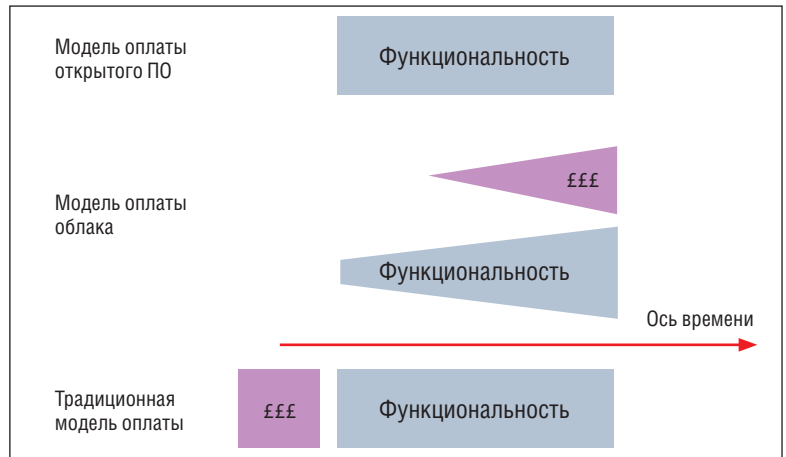 Модель оплаты
открытого ПО
Функциональность
£££
Модель оплаты
облака
Функциональность
Ось времени
Традиционная
модель оплаты
£££
Функциональность